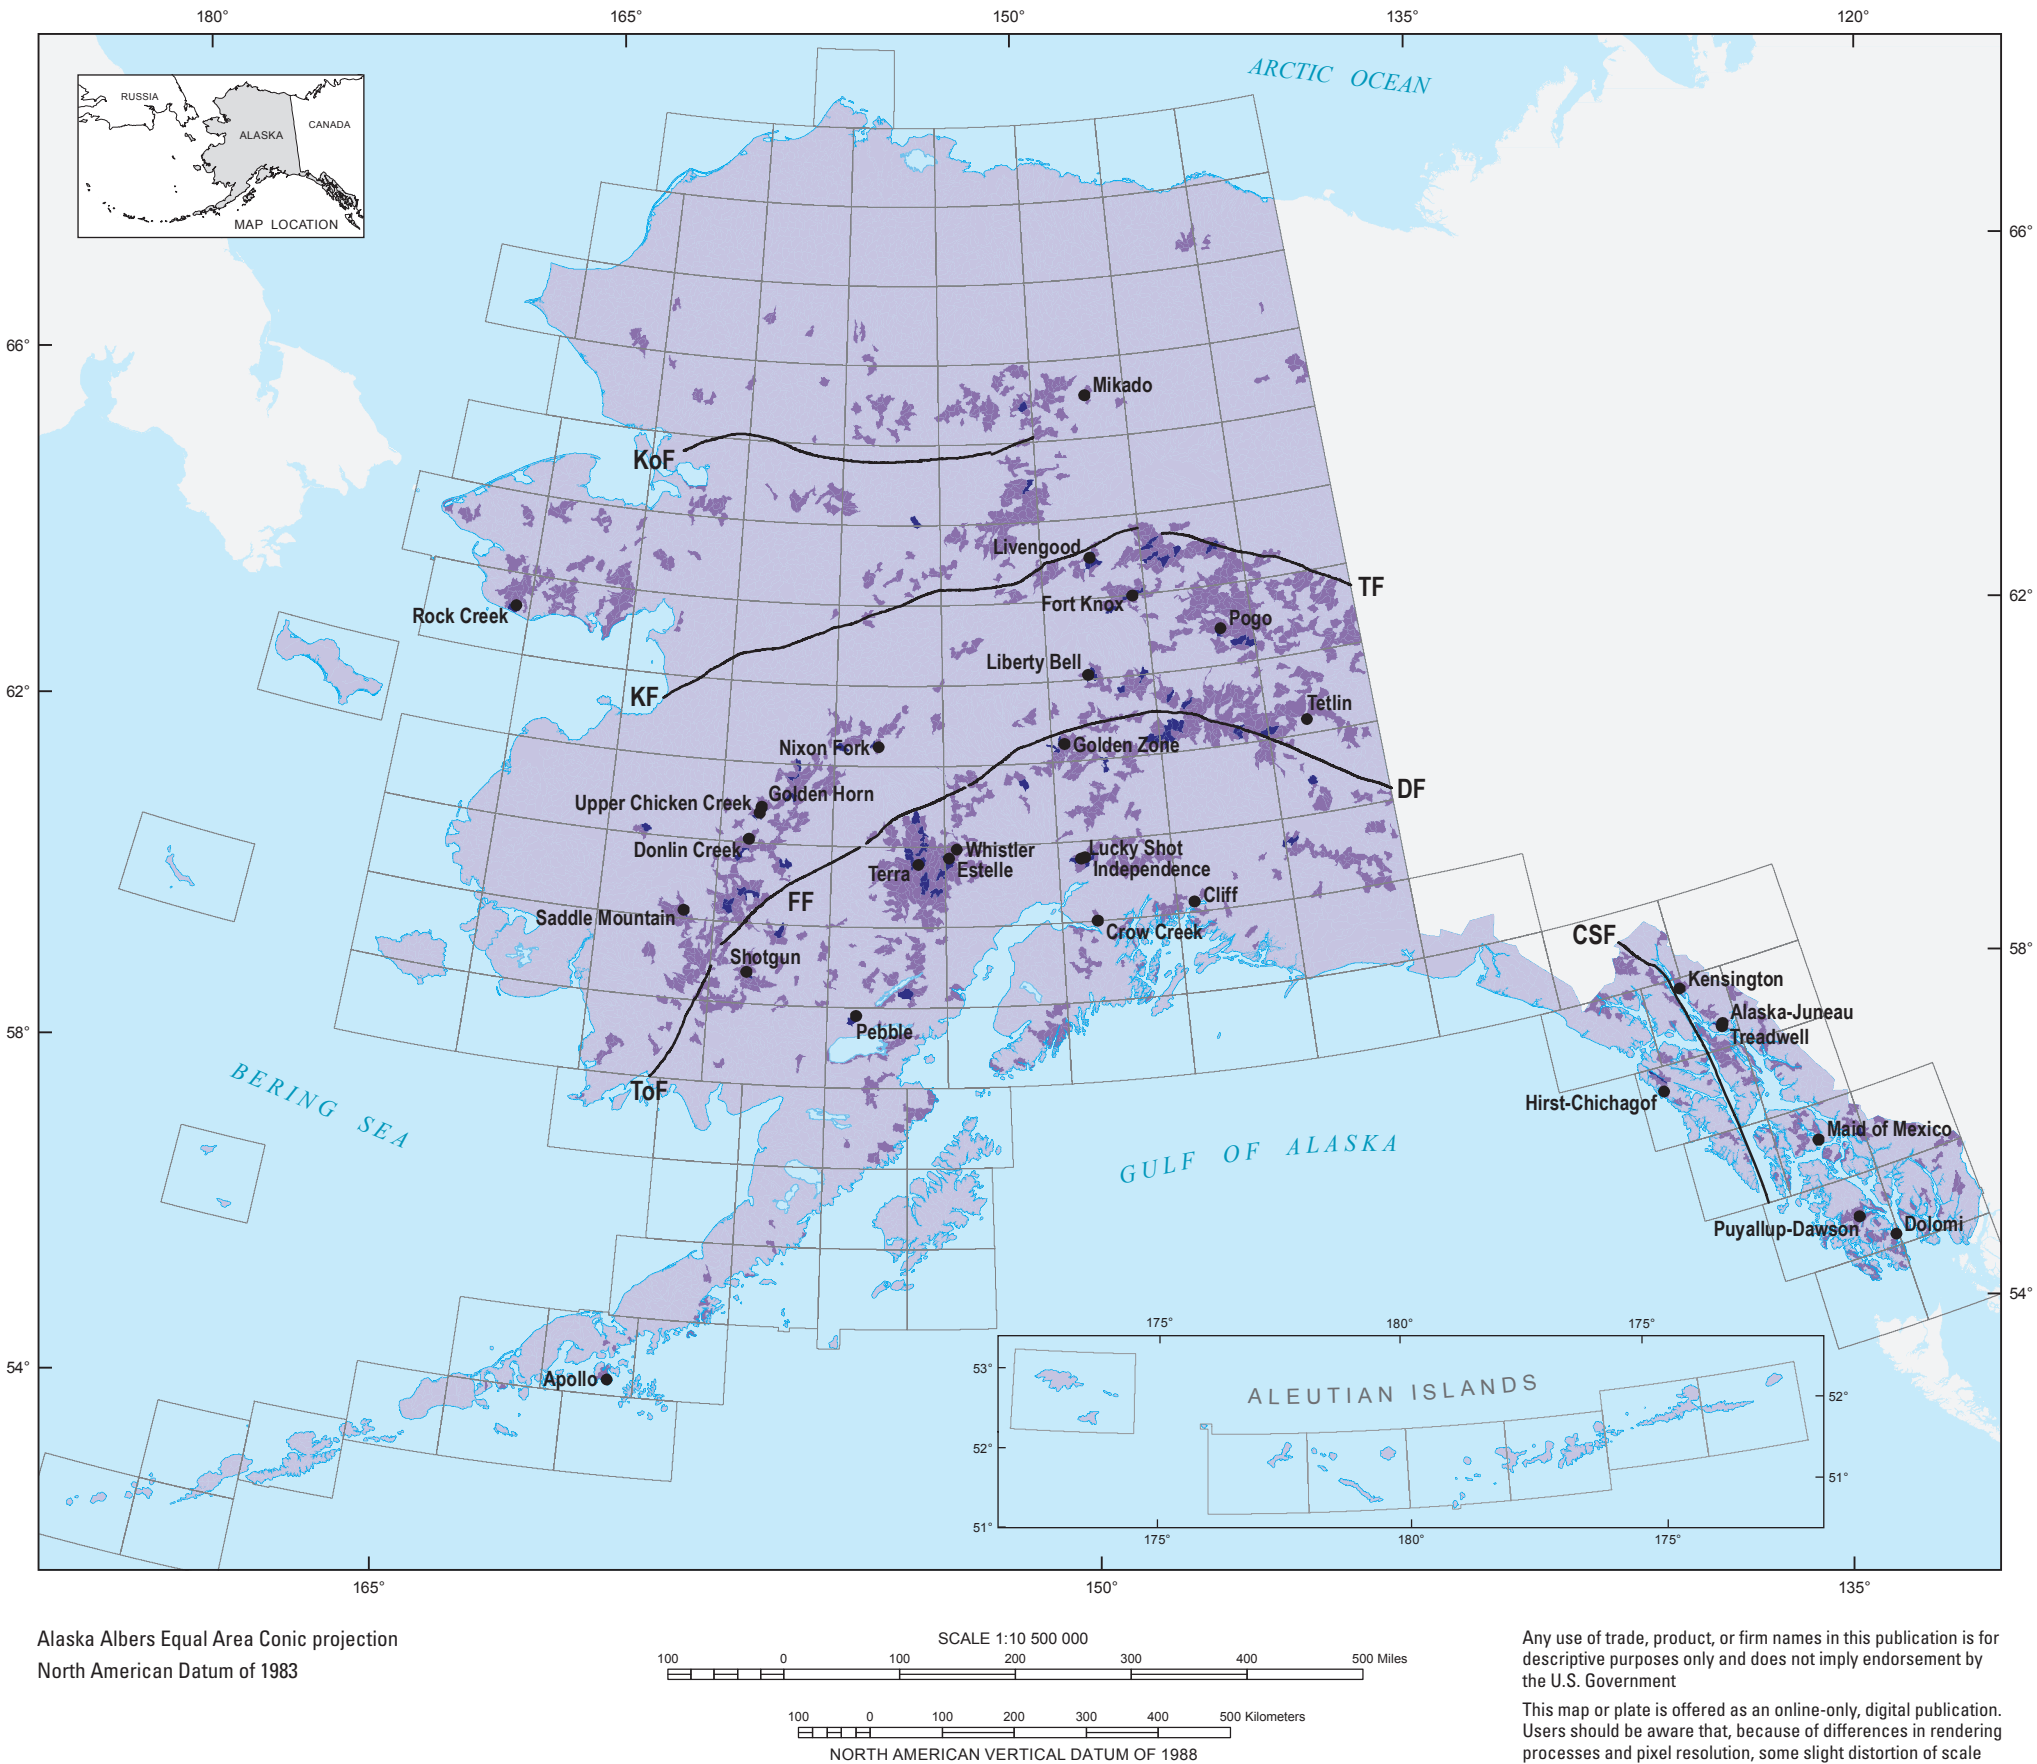 180°
165°
150°
135°
120°
ARCTIC OCEAN
RUSSIA
ALASKA
CANADA
MAP LOCATION
66°
66°
Mikado
KoF
Livengood
TF
62°
Rock Creek
Fort Knox
Pogo
Liberty Bell
62°
KF
Tetlin
Nixon Fork
Golden Zone
DF
Upper Chicken Creek
Golden Horn
Donlin Creek
Whistler
Lucky Shot
Terra
Estelle
Independence
FF
Cliff
Saddle Mountain
Crow Creek
CSF
58°
Shotgun
Kensington
Alaska-Juneau
58°
Pebble
Treadwell
BERING SEA
ToF
Hirst-Chichagof
GULF OF ALASKA
Maid of Mexico
Puyallup-Dawson
Dolomi
54°
175°
180°
175°
54°
53°
Apollo
ALEUTIAN ISLANDS
52°
52°
51°
51°
175°
180°
175°
165°
150°
135°
Alaska Albers Equal Area Conic projection
North American Datum of 1983
SCALE 1:10 500 000
100 0 100 200 300 400 500 Miles
100 0 100 200 300 400 500 Kilometers
NORTH AMERICAN VERTICAL DATUM OF 1988
Any use of trade, product, or firm names in this publication is for
descriptive purposes only and does not imply endorsement by
the U.S. Government
This map or plate is offered as an online-only, digital publication.
Users should be aware that, because of differences in rendering
processes and pixel resolution, some slight distortion of scale